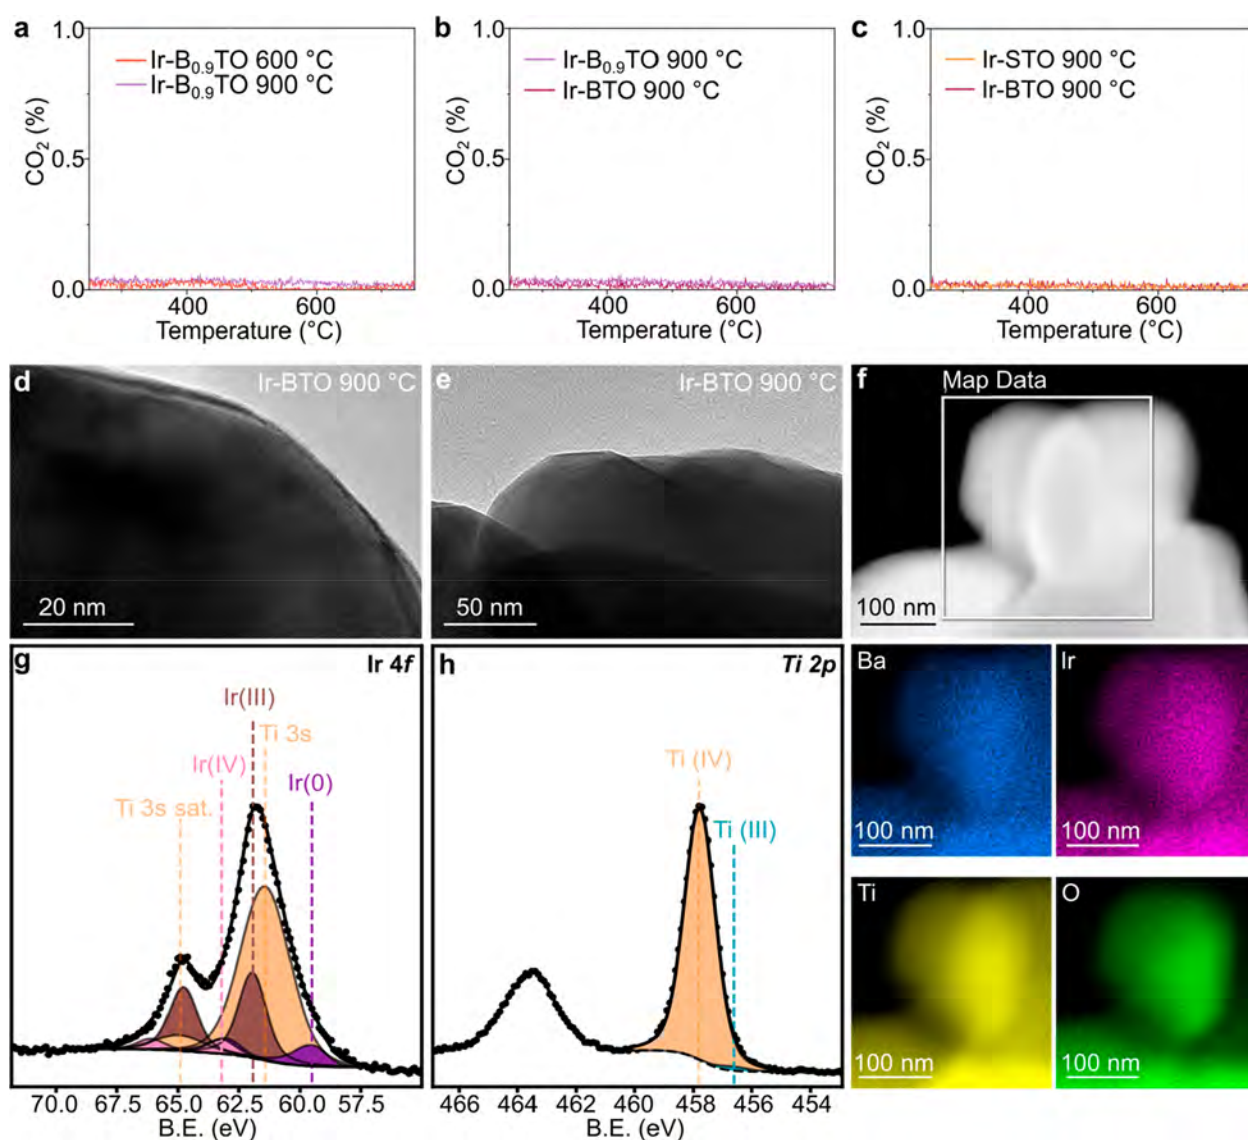 a
1.0
Ir-B₀.₉TO 600 °C
Ir-B₀.₉TO 900 °C
CO₂ (%)
0.5
0.0
400
600
Temperature (°C)
b
1.0
Ir-B₀.₉TO 900 °C
Ir-BTO 900 °C
CO₂ (%)
0.5
0.0
400
600
Temperature (°C)
c
1.0
Ir-STO 900 °C
Ir-BTO 900 °C
CO₂ (%)
0.5
0.0
400
600
Temperature (°C)
d
Ir-BTO 900 °C
20 nm
e
Ir-BTO 900 °C
50 nm
f
Map Data
100 nm
g
Ir 4f
Ir(III)
Ti 3s
Ir(IV)
Ir(0)
Ti 3s sat.
70.0 67.5 65.0 62.5 60.0 57.5
B.E. (eV)
h
Ti 2p
Ti (IV)
Ti (III)
466 464 462 460 458 456 454
B.E. (eV)
Ba
100 nm
Ir
100 nm
Ti
100 nm
O
100 nm